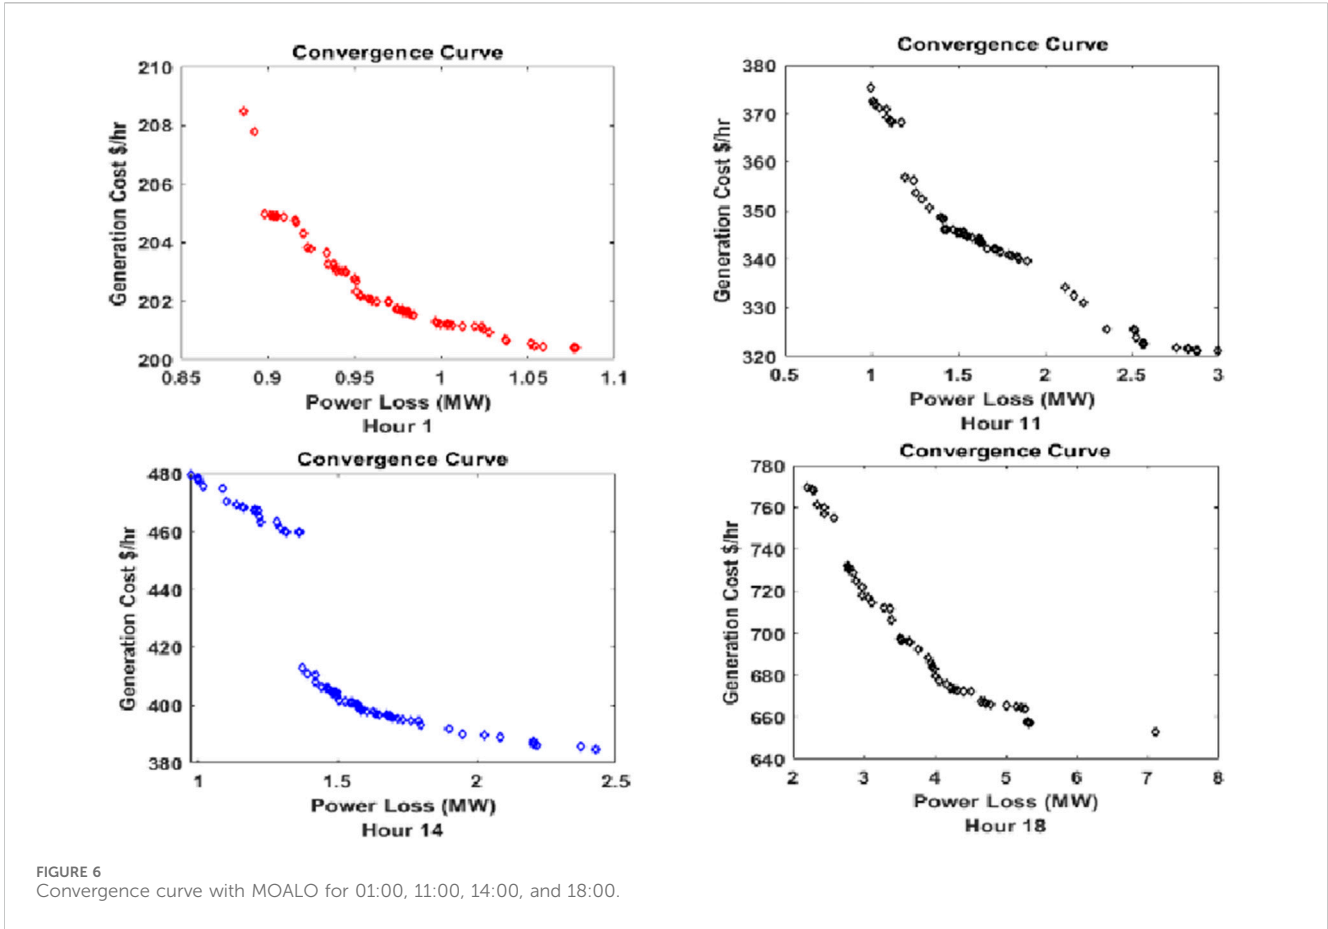 Convergence Curve
210
208
206
204
202
200
0.85 0.9 0.95 1 1.05 1.1
Generation Cost $/hr
Power Loss (MW)
Hour 1
Convergence Curve
380
370
360
350
340
330
320
0.5 1 1.5 2 2.5 3
Generation Cost $/hr
Power Loss (MW)
Hour 11
Convergence Curve
480
460
440
420
400
380
1 1.5 2 2.5
Generation Cost $/hr
Power Loss (MW)
Hour 14
Convergence Curve
780
760
740
720
700
680
660
640
2 3 4 5 6 7 8
Generation Cost $/hr
Power Loss (MW)
Hour 18
FIGURE 6
Convergence curve with MOALO for 01:00, 11:00, 14:00, and 18:00.